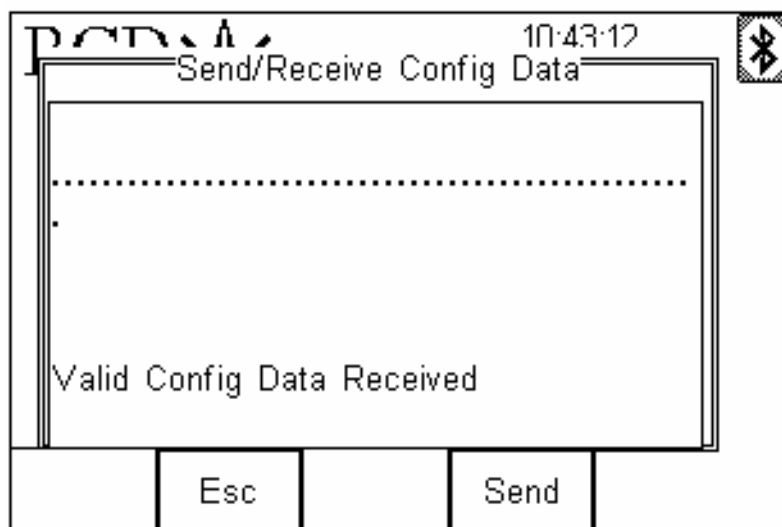 10:43:12
Send/Receive Config Data
................................................
.
Valid Config Data Received
Esc
Send